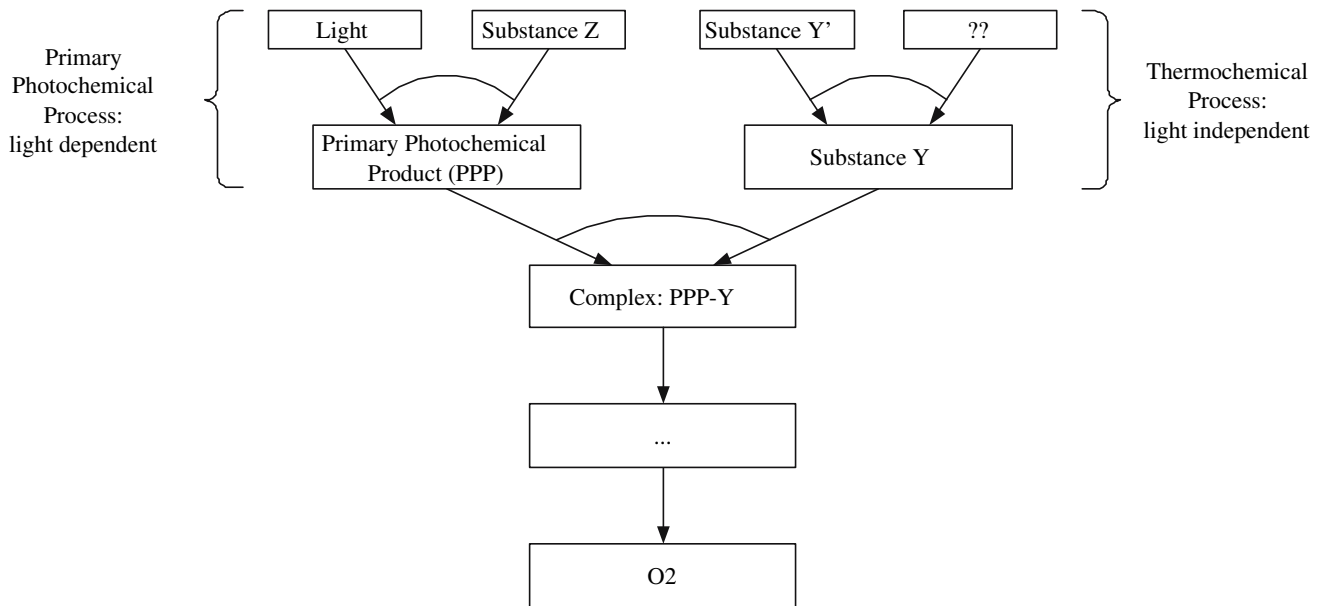 Light
Substance Z
Substance Y’
??
Primary
Photochemical
Process:
light dependent
Thermochemical
Process:
light independent
Primary Photochemical
Product (PPP)
Substance Y
Complex: PPP-Y
...
O2